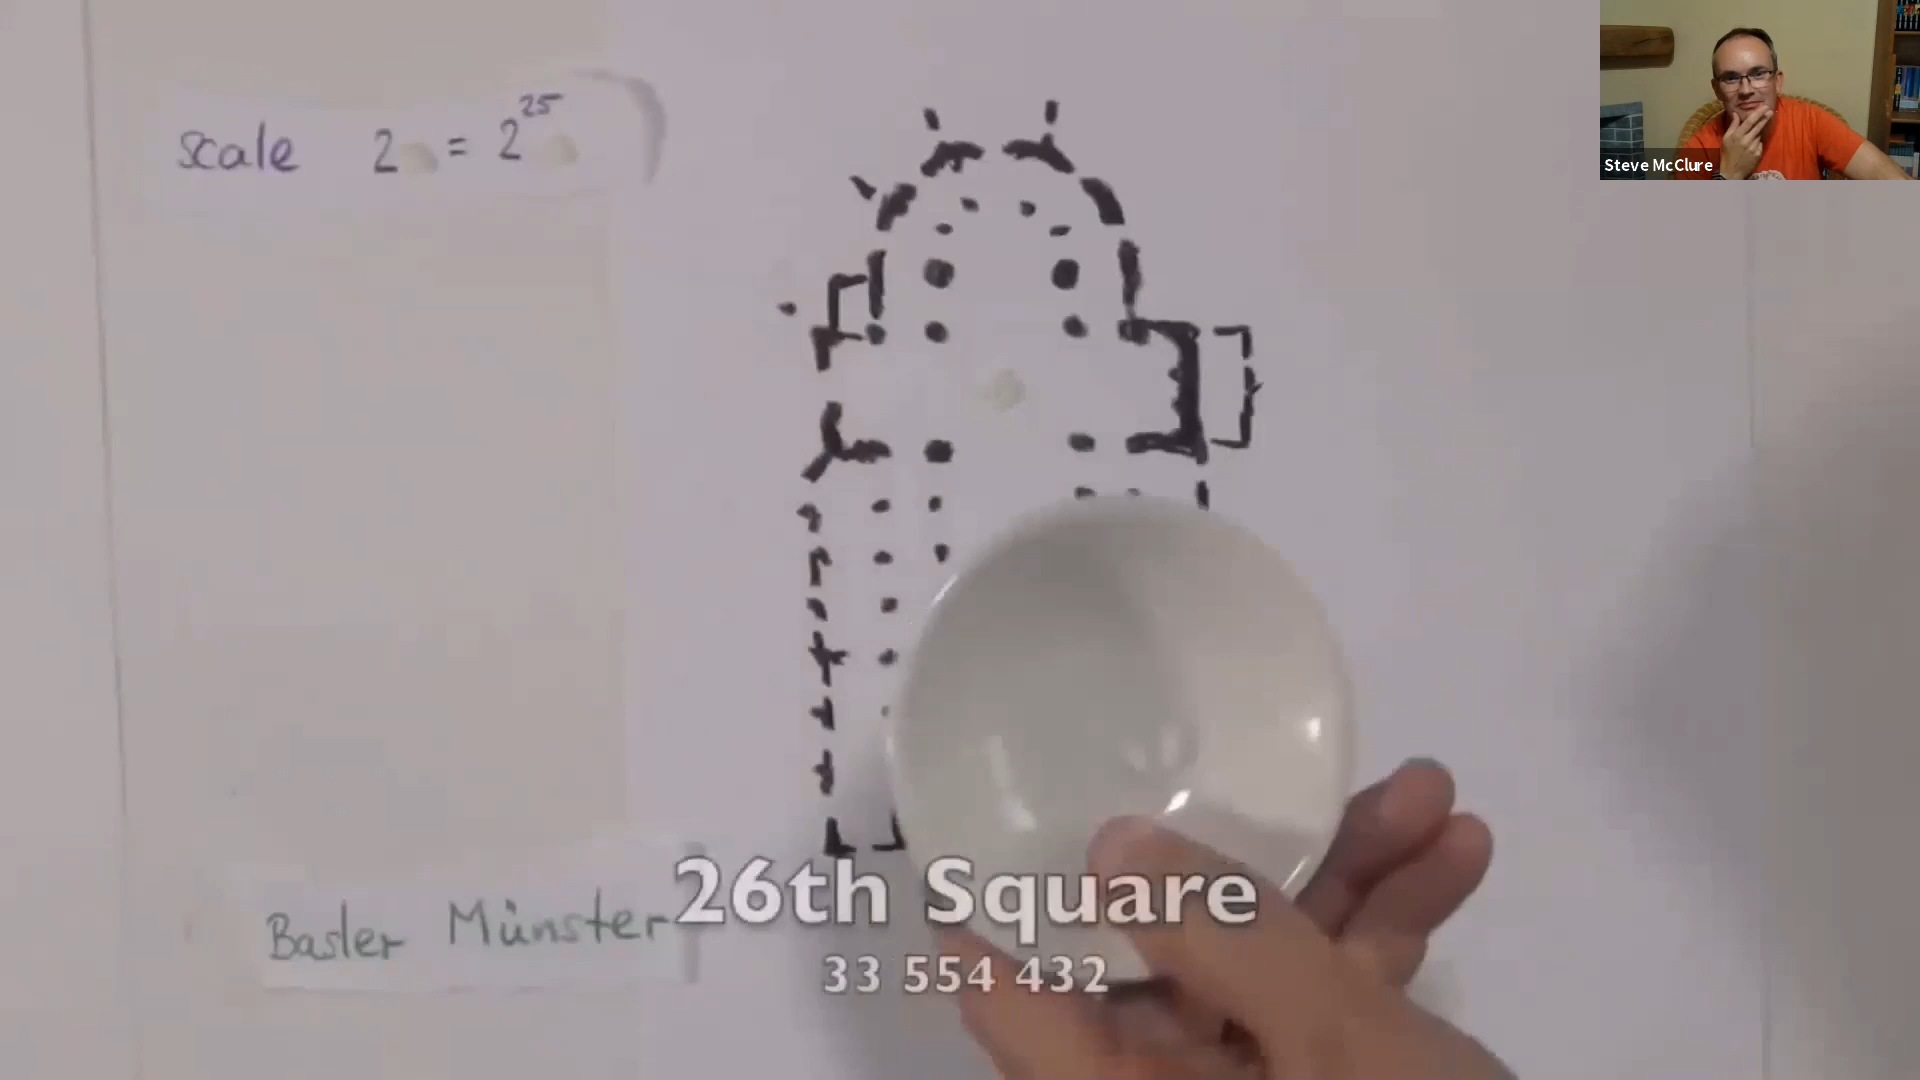 scale 2 = 2^25
Steve McClure
Basler Münster
26th Square
33 554 432